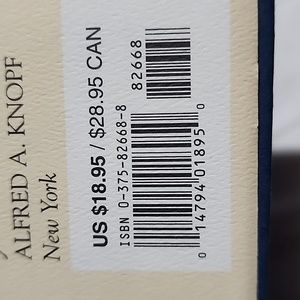 ALFRED A. KNOPF
New York
US $18.95 / $28.95 CAN
ISBN 0-375-82668-8
82668
0 14794 01895 0